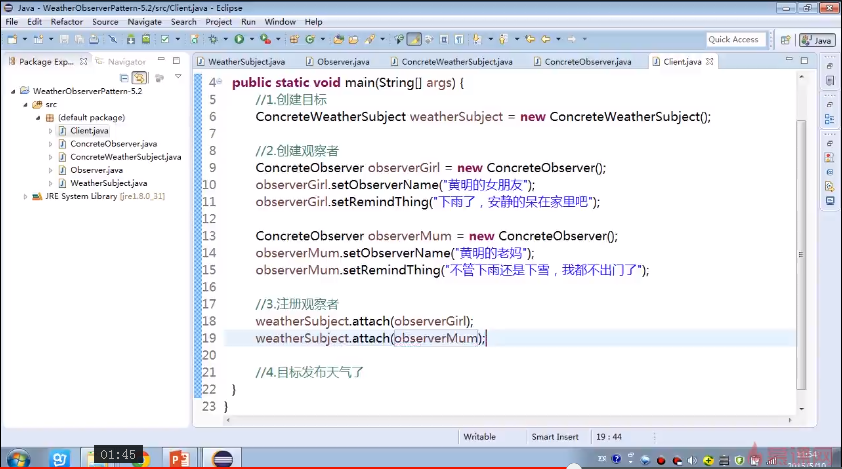 Java - WeatherObserverPattern-5.2/src/Client.java - Eclipse
File Edit Refactor Source Navigate Search Project Run Window Help
Quick Access
Java
Package Exp...
Navigator
WeatherSubject.java
Observer.java
ConcreteWeatherSubject.java
ConcreteObserver.java
Client.java
WeatherObserverPattern-5.2
src
(default package)
Client.java
ConcreteObserver.java
ConcreteWeatherSubject.java
Observer.java
WeatherSubject.java
JRE System Library [jre1.8.0_31]
4 public static void main(String[] args) {
5 //1.创建目标
6 ConcreteWeatherSubject weatherSubject = new ConcreteWeatherSubject();
7
8 //2.创建观察者
9 ConcreteObserver observerGirl = new ConcreteObserver();
10 observerGirl.setObserverName("黄明的女朋友");
11 observerGirl.setRemindThing("下雨了，安静的呆在家里吧");
12
13 ConcreteObserver observerMum = new ConcreteObserver();
14 observerMum.setObserverName("黄明的老妈");
15 observerMum.setRemindThing("不管下雨还是下雪，我都不出门了");
16
17 //3.注册观察者
18 weatherSubject.attach(observerGirl);
19 weatherSubject.attach(observerMum);
20
21 //4.目标发布天气了
22 }
23 }
Writable
Smart Insert
19 : 44
01:45